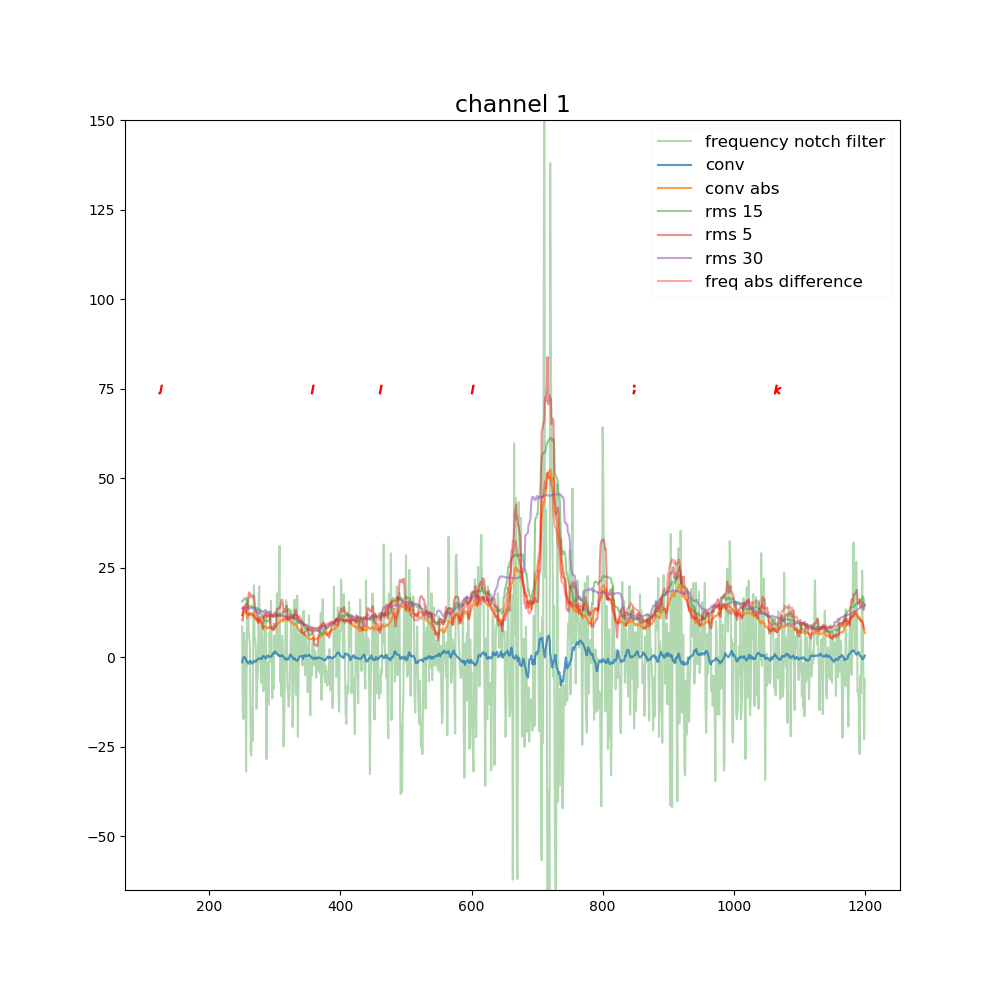 channel 1
150
125
100
75
50
25
0
−25
−50
frequency notch filter
conv
conv abs
rms 15
rms 5
rms 30
freq abs difference
j l l l ; k
200 400 600 800 1000 1200